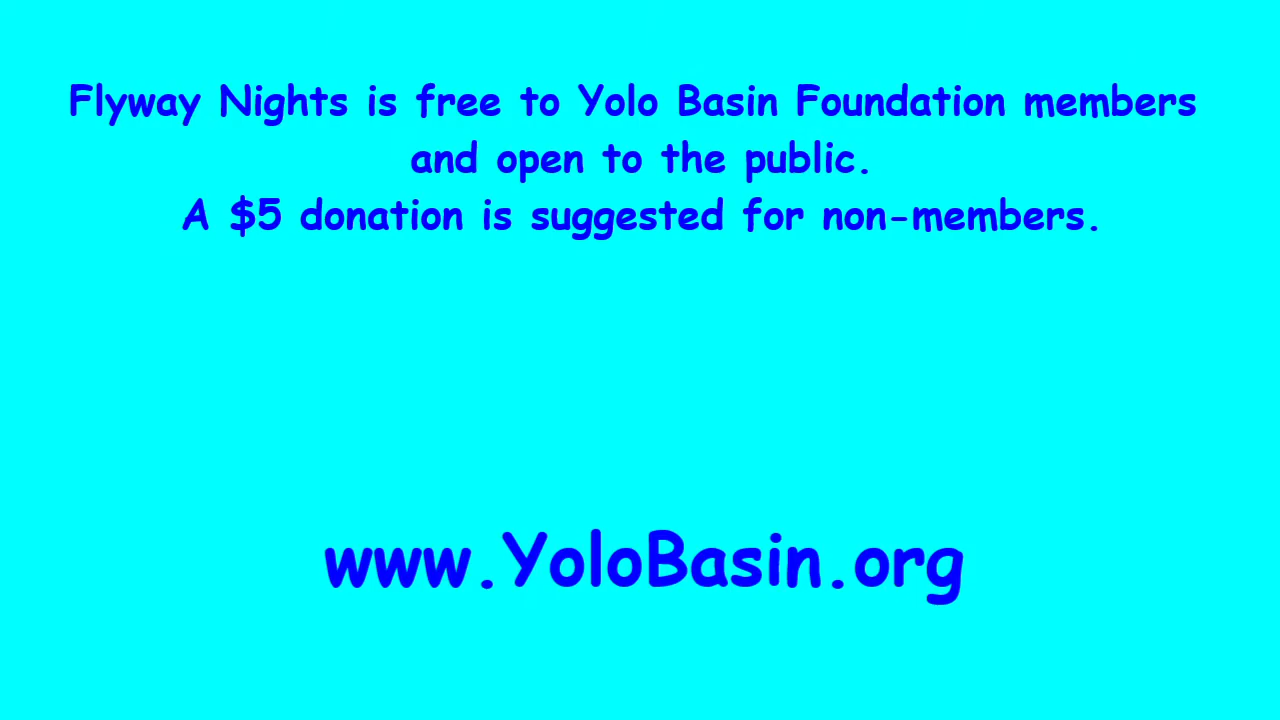 Flyway Nights is free to Yolo Basin Foundation members
and open to the public.
A $5 donation is suggested for non-members.
www.YoloBasin.org